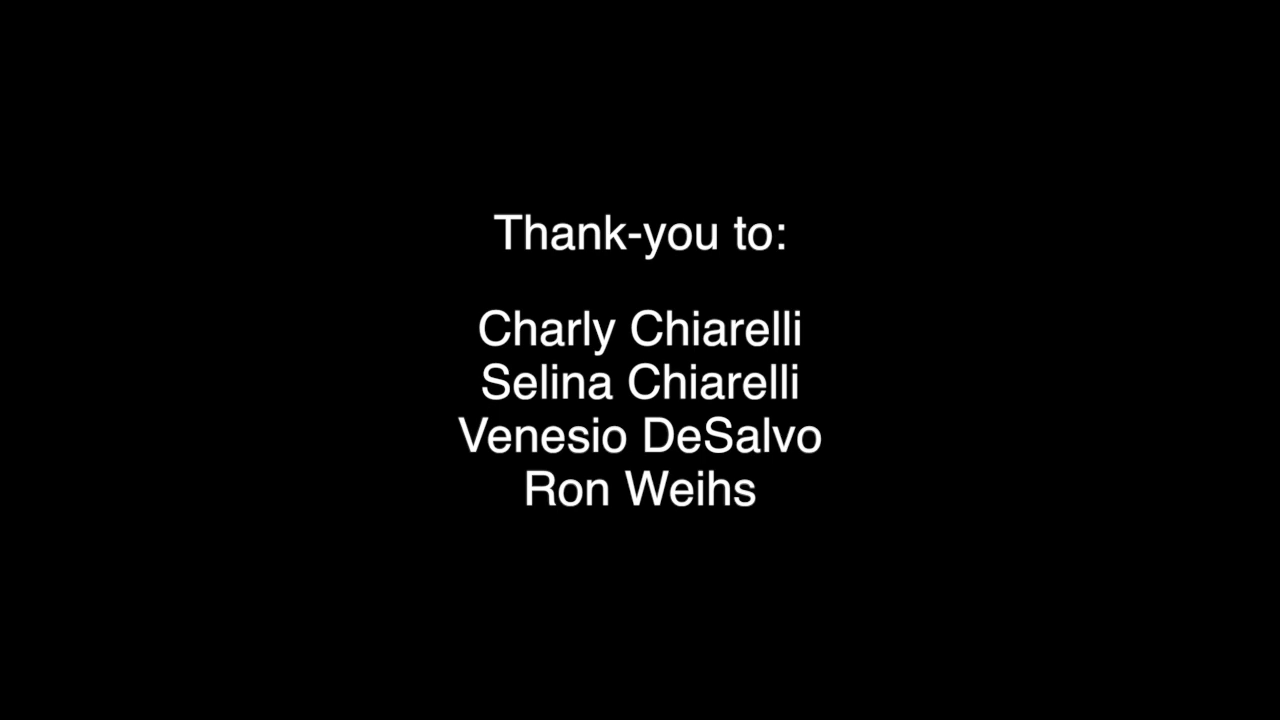 Thank-you to:
Charly Chiarelli
Selina Chiarelli
Venesio DeSalvo
Ron Weihs